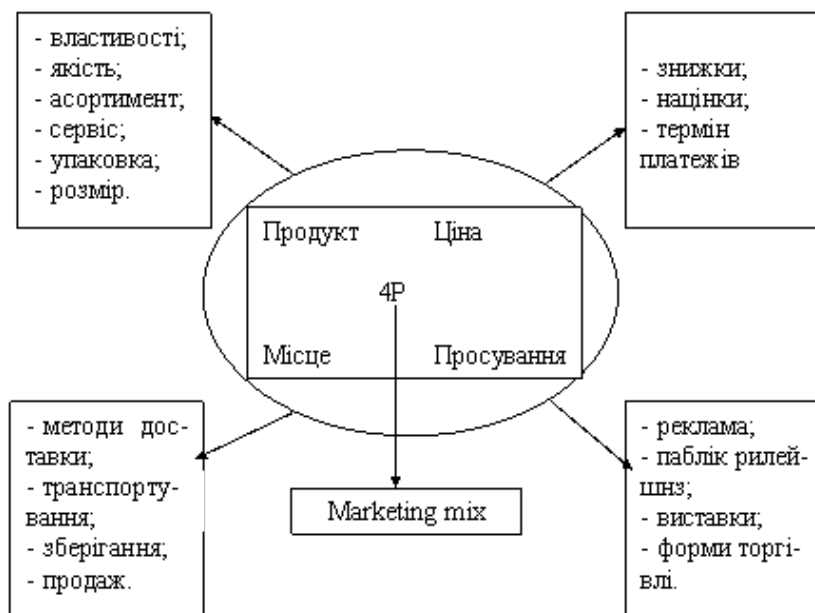 - властивості;
- якість;
- асортимент;
- сервіс;
- упаковка;
- розмір.
- знижки;
- націнки;
- термін
платежів
Продукт
Ціна
4P
Місце
Просування
- методи дос-
тавки;
- транспорту-
вання;
- зберігання;
- продаж.
Marketing mix
- реклама;
- паблік рилей-
шнз;
- виставки;
- форми торгі-
влі.